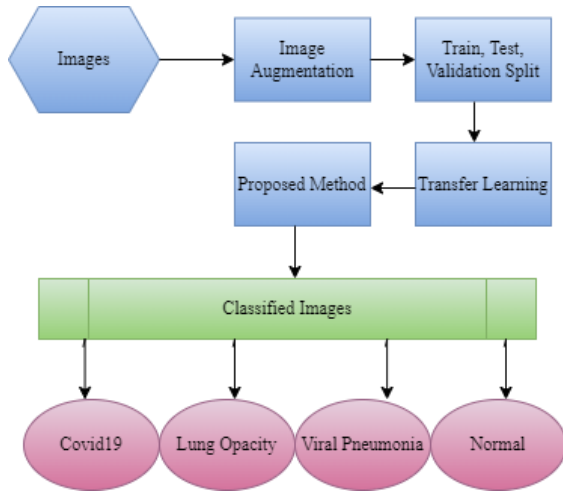 Images
Image
Augmentation
Train, Test,
Validation Split
Proposed Method
Transfer Learning
Classified Images
Covid19
Lung Opacity
Viral Pneumonia
Normal